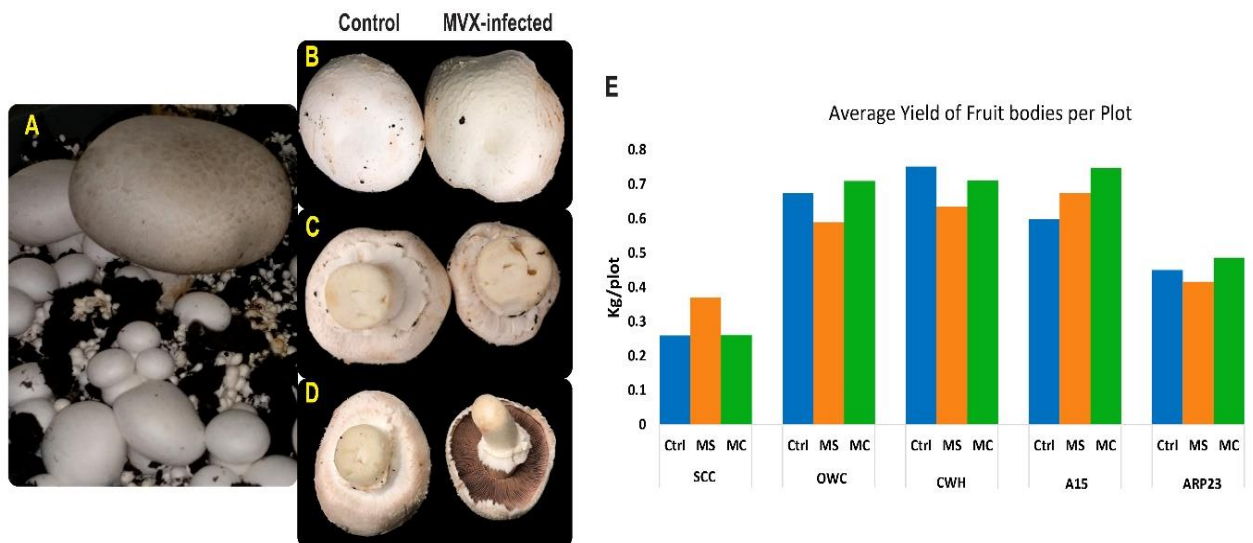 Control MVX-infected
A
B
C
D
E
Average Yield of Fruit bodies per Plot
Kg/plot
0.8
0.7
0.6
0.5
0.4
0.3
0.2
0.1
0
Ctrl MS MC Ctrl MS MC Ctrl MS MC Ctrl MS MC Ctrl MS MC
SCC OWC CWH A15 ARP23